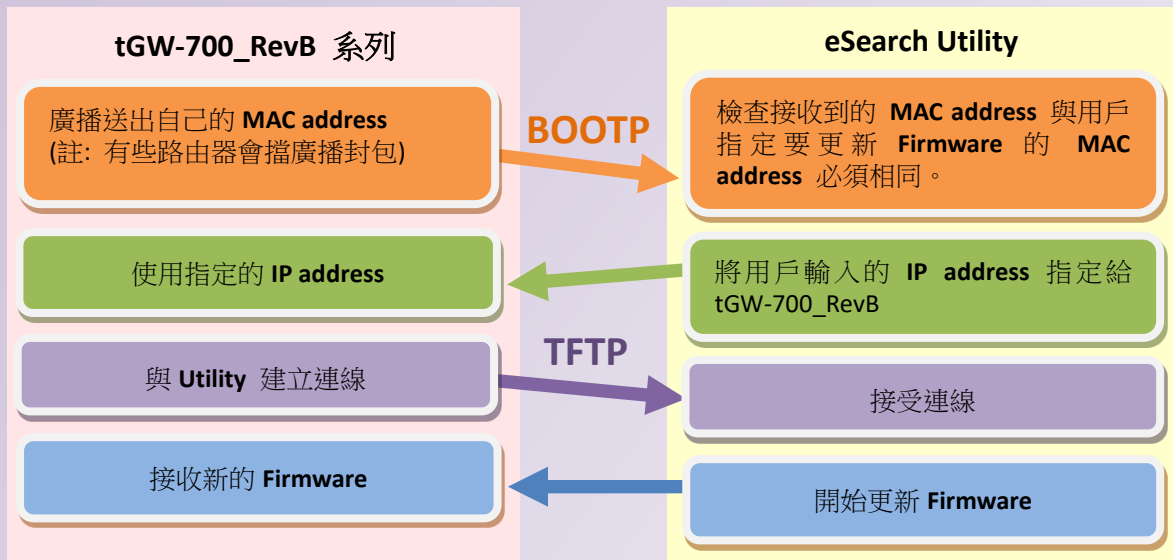 tGW-700_RevB 系列
廣播送出自己的 MAC address
(註: 有些路由器會擋廣播封包)
使用指定的 IP address
與 Utility 建立連線
接收新的 Firmware
BOOTP
TFTP
eSearch Utility
檢查接收到的 MAC address 與用戶
指定要更新 Firmware 的 MAC
address 必須相同。
將用戶輸入的 IP address 指定給
tGW-700_RevB
接受連線
開始更新 Firmware